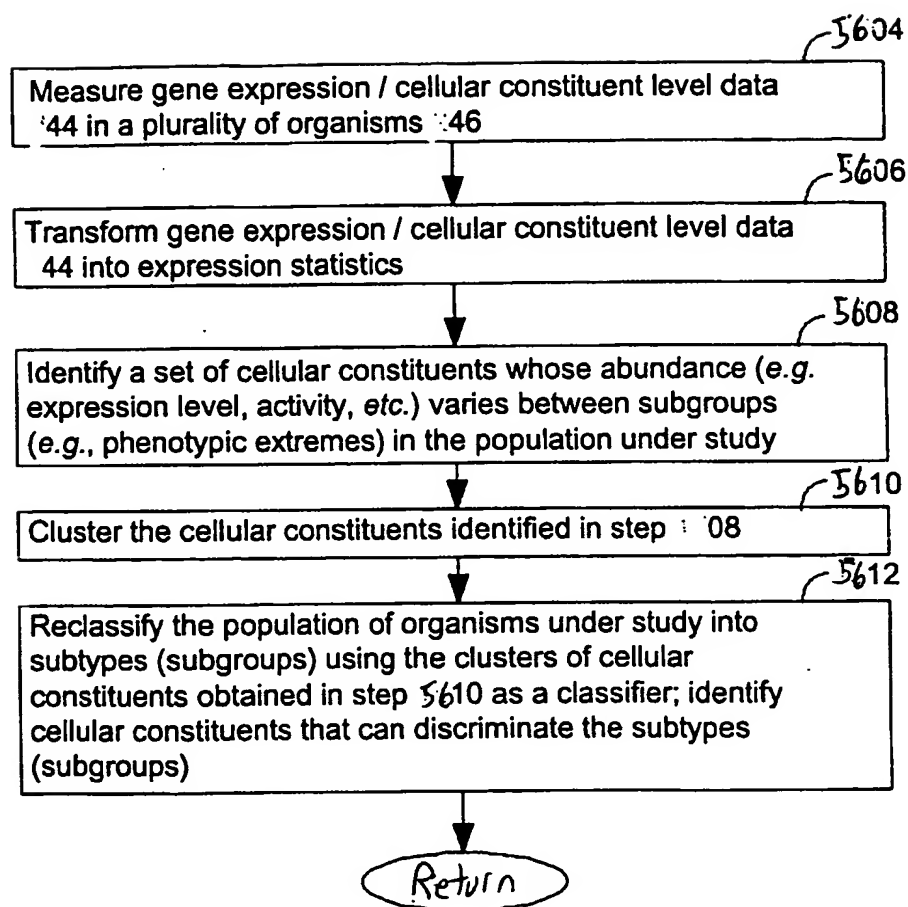 5604
Measure gene expression / cellular constituent level data
44 in a plurality of organisms 46
5606
Transform gene expression / cellular constituent level data
44 into expression statistics
5608
Identify a set of cellular constituents whose abundance (e.g.
expression level, activity, etc.) varies between subgroups
(e.g., phenotypic extremes) in the population under study
5610
Cluster the cellular constituents identified in step 08
5612
Reclassify the population of organisms under study into
subtypes (subgroups) using the clusters of cellular
constituents obtained in step 5610 as a classifier; identify
cellular constituents that can discriminate the subtypes
(subgroups)
Return